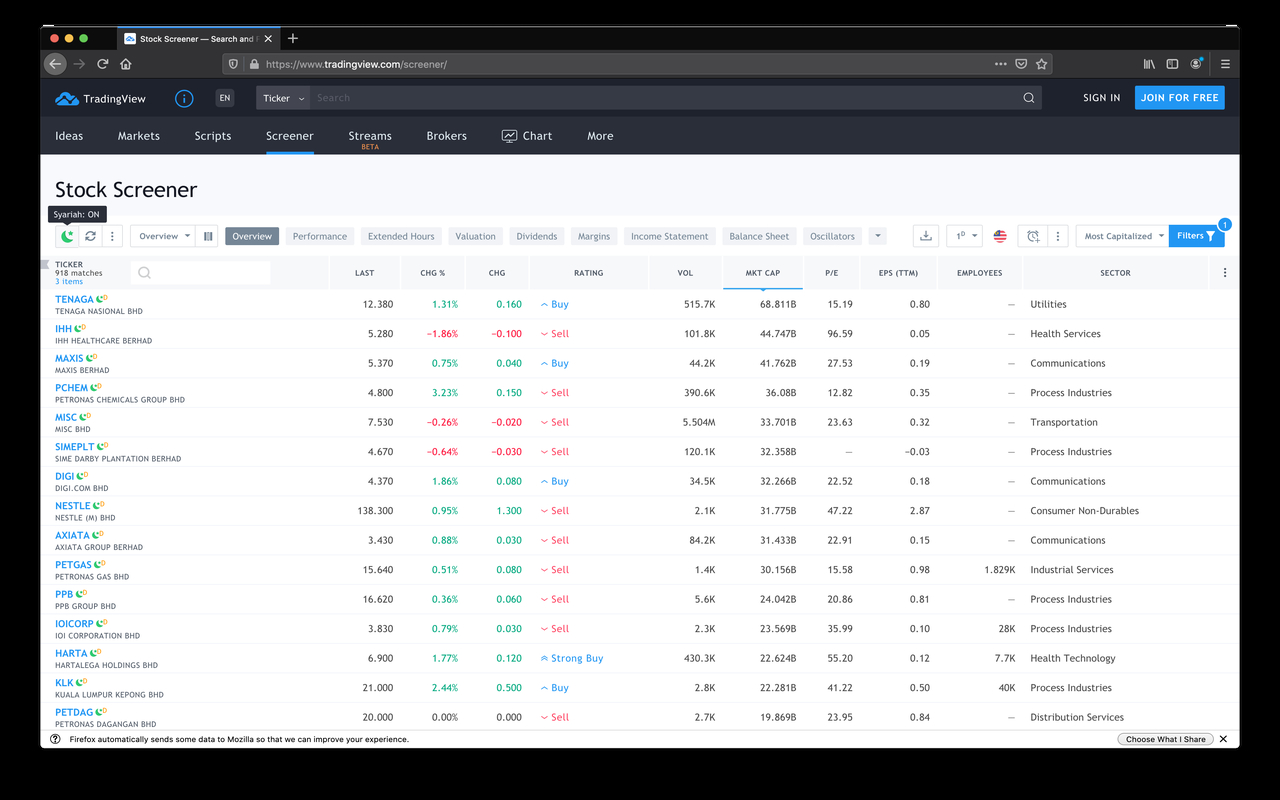 Stock Screener — Search and F
https://www.tradingview.com/screener/
TradingView EN Ticker Search SIGN IN JOIN FOR FREE
Ideas Markets Scripts Screener Streams Brokers Chart More
BETA
Stock Screener
Syariah: ON
Overview Overview Performance Extended Hours Valuation Dividends Margins Income Statement Balance Sheet Oscillators 1D Most Capitalized Filters 1
TICKER LAST CHG % CHG RATING VOL MKT CAP P/E EPS (TTM) EMPLOYEES SECTOR
918 matches
3 items
TENAGA D 12.380 1.31% 0.160 Buy 515.7K 68.811B 15.19 0.80 — Utilities
TENAGA NASIONAL BHD
IHH D 5.280 −1.86% −0.100 Sell 101.8K 44.747B 96.59 0.05 — Health Services
IHH HEALTHCARE BERHAD
MAXIS D 5.370 0.75% 0.040 Buy 44.2K 41.762B 27.53 0.19 — Communications
MAXIS BERHAD
PCHEM D 4.800 3.23% 0.150 Sell 390.6K 36.08B 12.82 0.35 — Process Industries
PETRONAS CHEMICALS GROUP BHD
MISC D 7.530 −0.26% −0.020 Sell 5.504M 33.701B 23.63 0.32 — Transportation
MISC BHD
SIMEPLT D 4.670 −0.64% −0.030 Sell 120.1K 32.358B — −0.03 — Process Industries
SIME DARBY PLANTATION BERHAD
DIGI D 4.370 1.86% 0.080 Buy 34.5K 32.266B 22.52 0.18 — Communications
DIGI.COM BHD
NESTLE D 138.300 0.95% 1.300 Sell 2.1K 31.775B 47.22 2.87 — Consumer Non-Durables
NESTLE (M) BHD
AXIATA D 3.430 0.88% 0.030 Sell 84.2K 31.433B 22.91 0.15 — Communications
AXIATA GROUP BERHAD
PETGAS D 15.640 0.51% 0.080 Sell 1.4K 30.156B 15.58 0.98 1.829K Industrial Services
PETRONAS GAS BHD
PPB D 16.620 0.36% 0.060 Sell 5.6K 24.042B 20.86 0.81 — Process Industries
PPB GROUP BHD
IOICORP D 3.830 0.79% 0.030 Sell 2.3K 23.569B 35.99 0.10 28K Process Industries
IOI CORPORATION BHD
HARTA D 6.900 1.77% 0.120 Strong Buy 430.3K 22.624B 55.20 0.12 7.7K Health Technology
HARTALEGA HOLDINGS BHD
KLK D 21.000 2.44% 0.500 Buy 2.8K 22.281B 41.22 0.50 40K Process Industries
KUALA LUMPUR KEPONG BHD
PETDAG D 20.000 0.00% 0.000 Sell 2.7K 19.869B 23.95 0.84 — Distribution Services
PETRONAS DAGANGAN BHD
Firefox automatically sends some data to Mozilla so that we can improve your experience. Choose What I Share